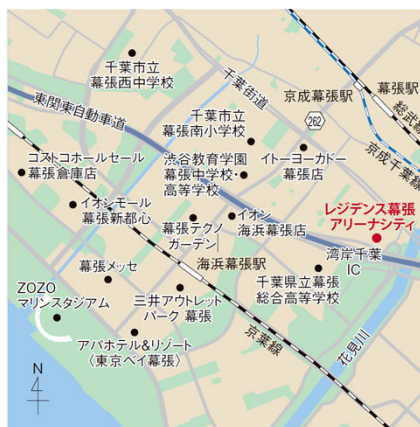 千葉市立
幕張西中学校
千葉街道
京成幕張駅
幕張駅
総武線
262
京成千葉線
東関東自動車道
千葉市立
幕張南小学校
コストコホールセール
幕張倉庫店
渋谷教育学園
幕張中学校・
高等学校
イトーヨーカドー
幕張店
イオンモール
幕張新都心
幕張テクノ
ガーデン
イオン
海浜幕張店
レジデンス幕張
アリーナシティ
湾岸千葉
IC
幕張メッセ
海浜幕張駅
千葉県立幕張
総合高等学校
ZOZO
マリンスタジアム
三井アウトレット
パーク 幕張
アパホテル&リゾート
〈東京ベイ幕張〉
京葉線
花見川
N